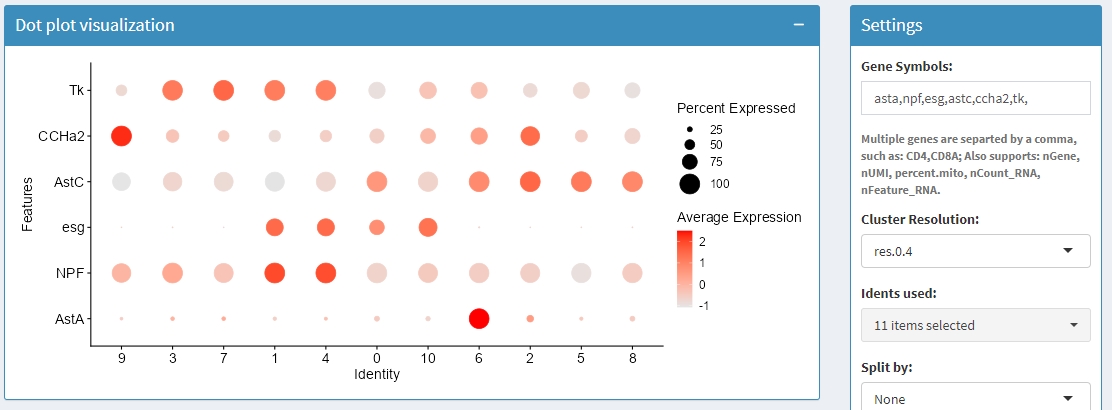 Dot plot visualization
Tk
CCHa2
AstC
esg
NPF
AstA
Features
9 3 7 1 4 0 10 6 2 5 8
Identity
Percent Expressed
25
50
75
100
Average Expression
2
1
0
-1
Settings
Gene Symbols:
asta,npf,esg,astc,ccha2,tk,
Multiple genes are separted by a comma,
such as: CD4,CD8A; Also supports: nGene,
nUMI, percent.mito, nCount_RNA,
nFeature_RNA.
Cluster Resolution:
res.0.4
Idents used:
11 items selected
Split by:
None